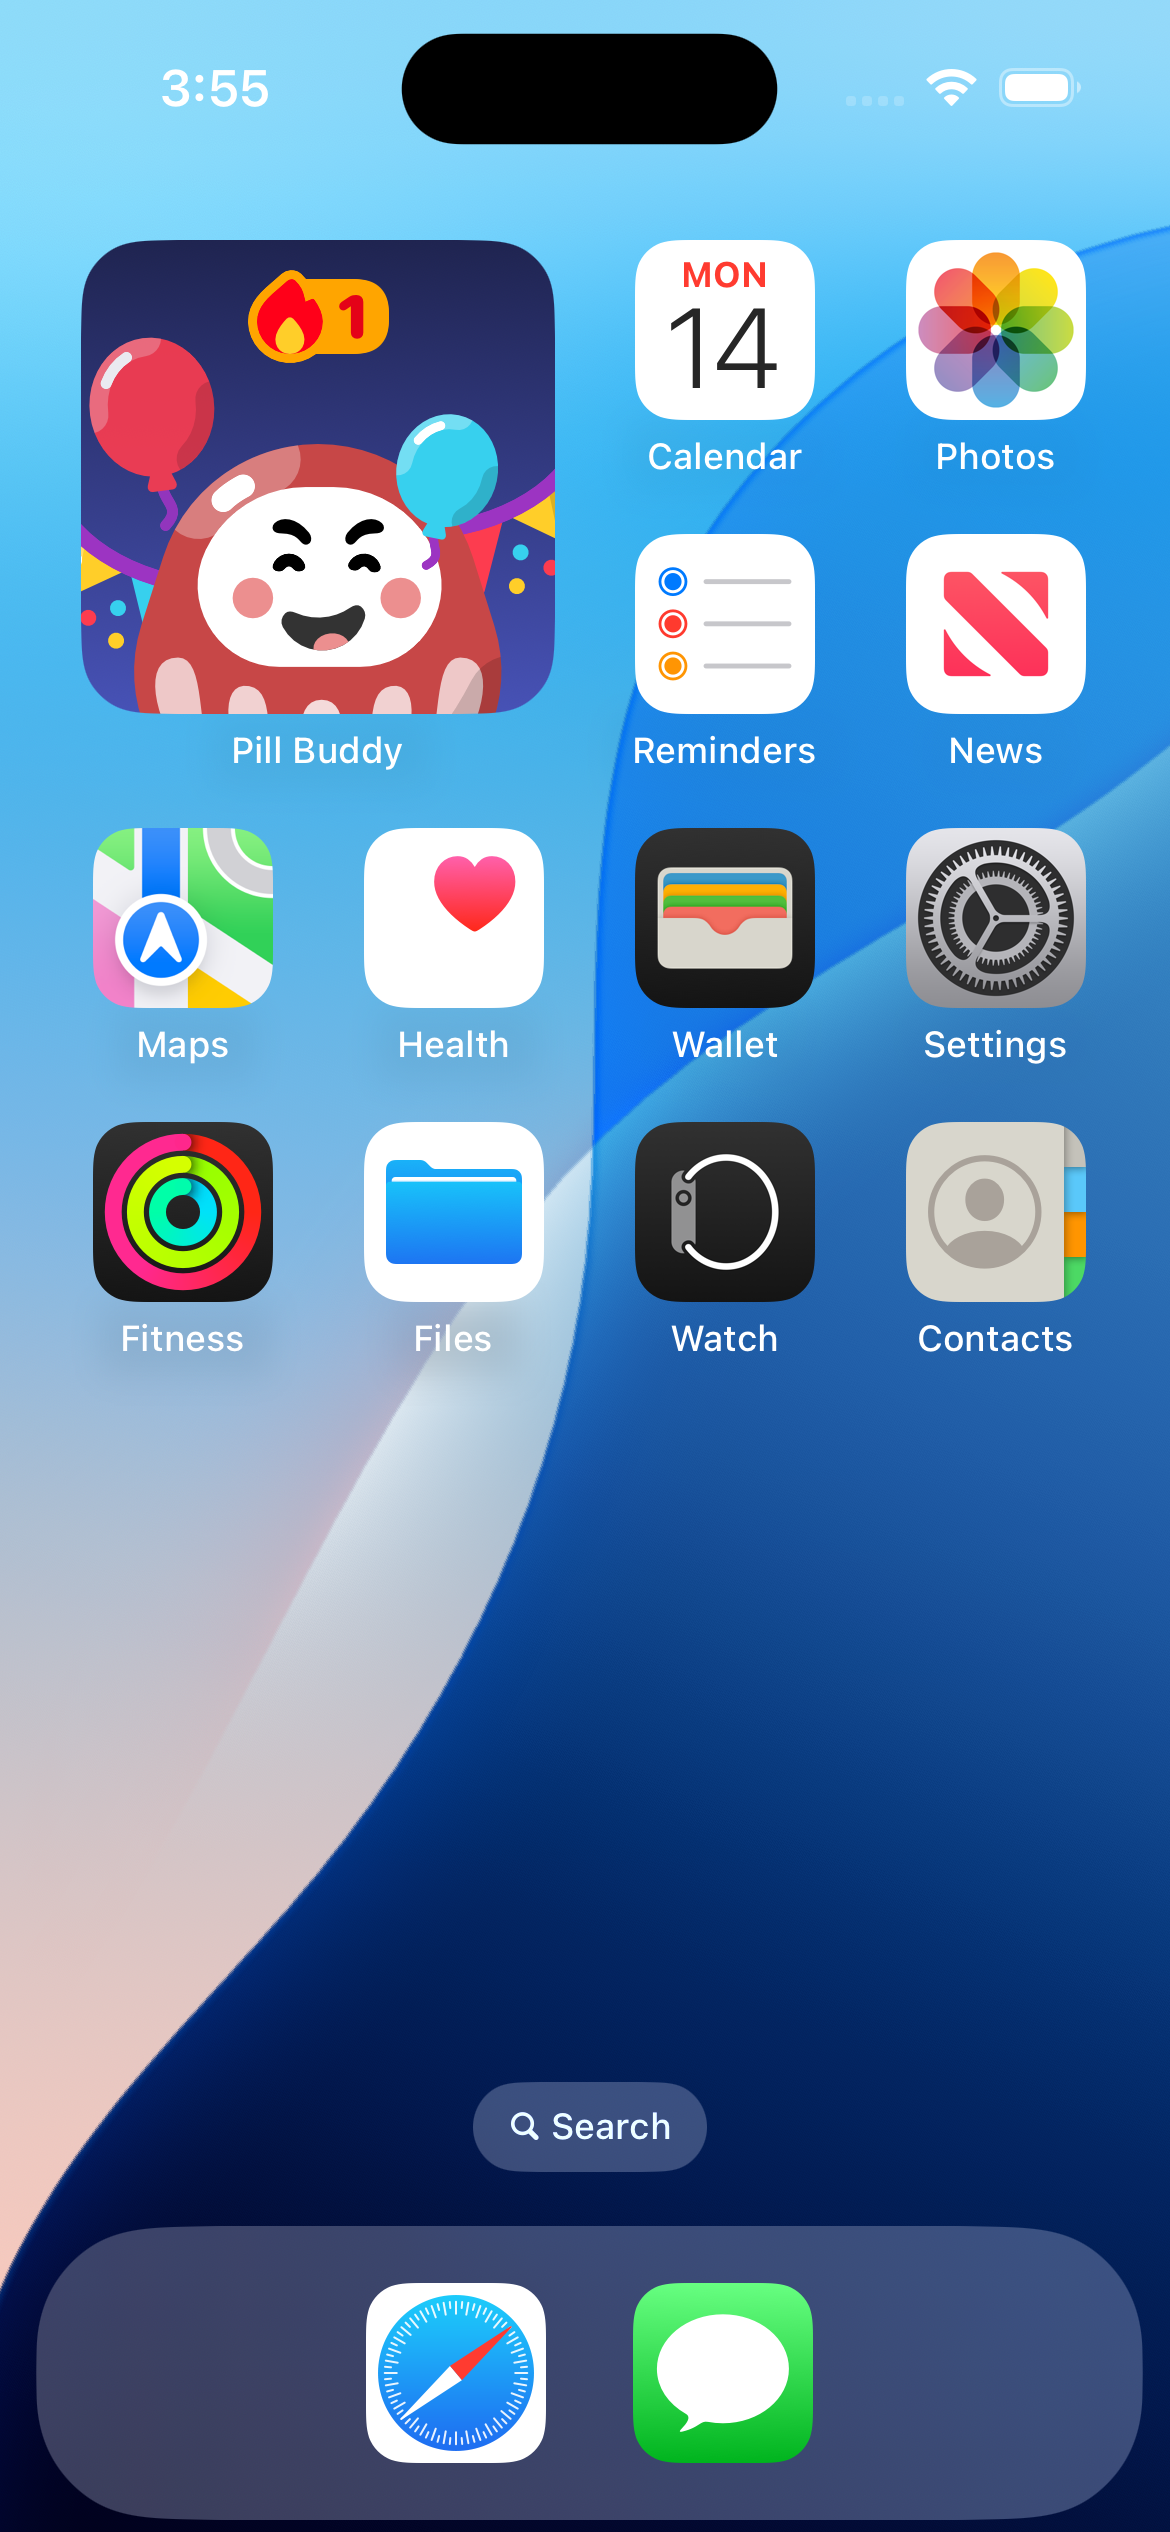 3:55
1
MON
14
Calendar
Photos
Pill Buddy
Reminders
News
Maps
Health
Wallet
Settings
Fitness
Files
Watch
Contacts
Search